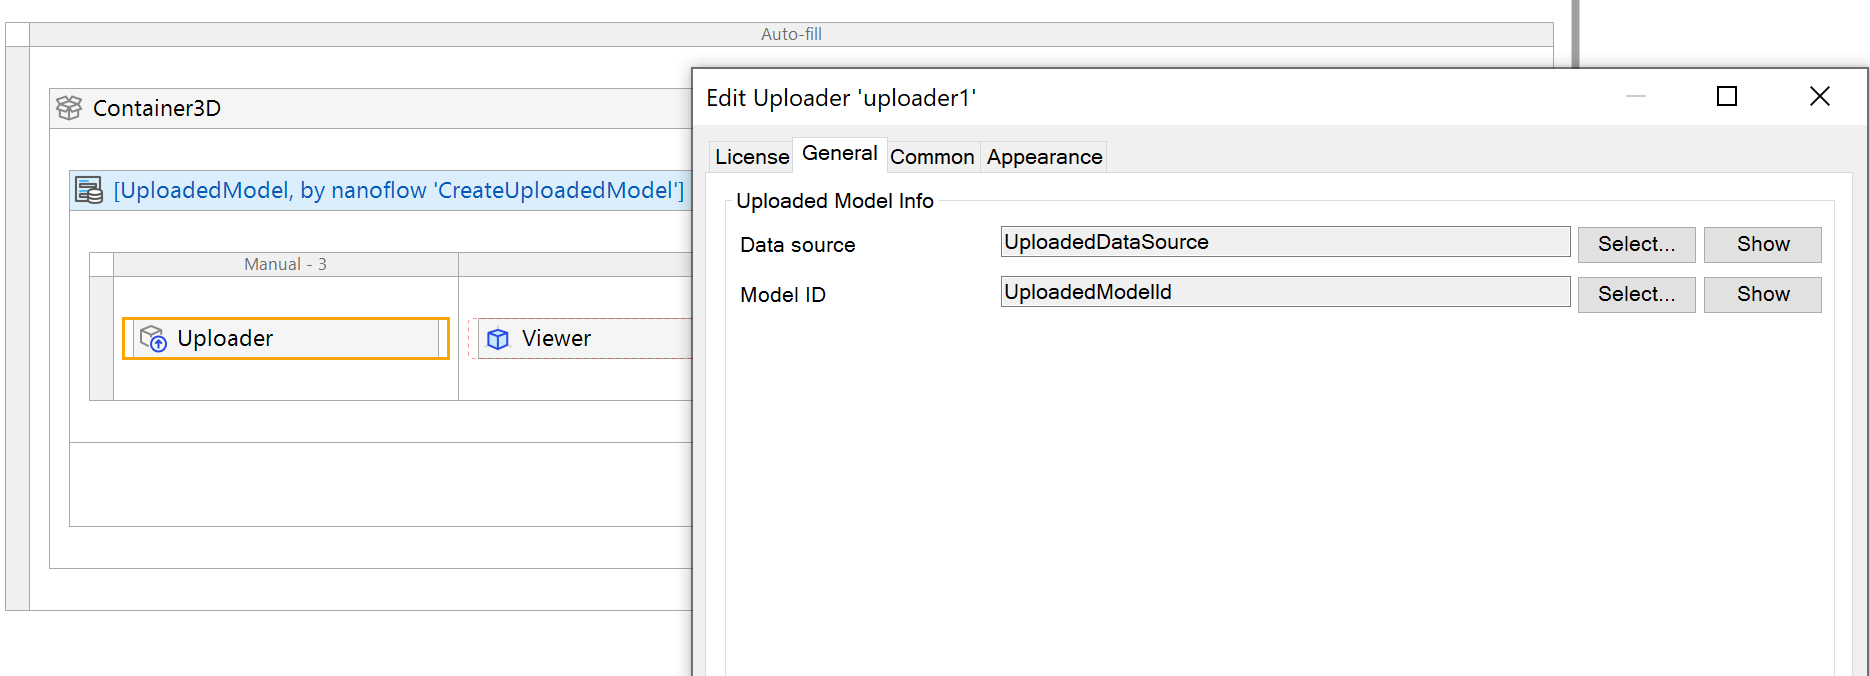 Auto-fill
Container3D
[UploadedModel, by nanoflow 'CreateUploadedModel']
Manual - 3
Uploader
Viewer
Edit Uploader 'uploader1'
License General Common Appearance
Uploaded Model Info
Data source UploadedDataSource Select... Show
Model ID UploadedModelId Select... Show